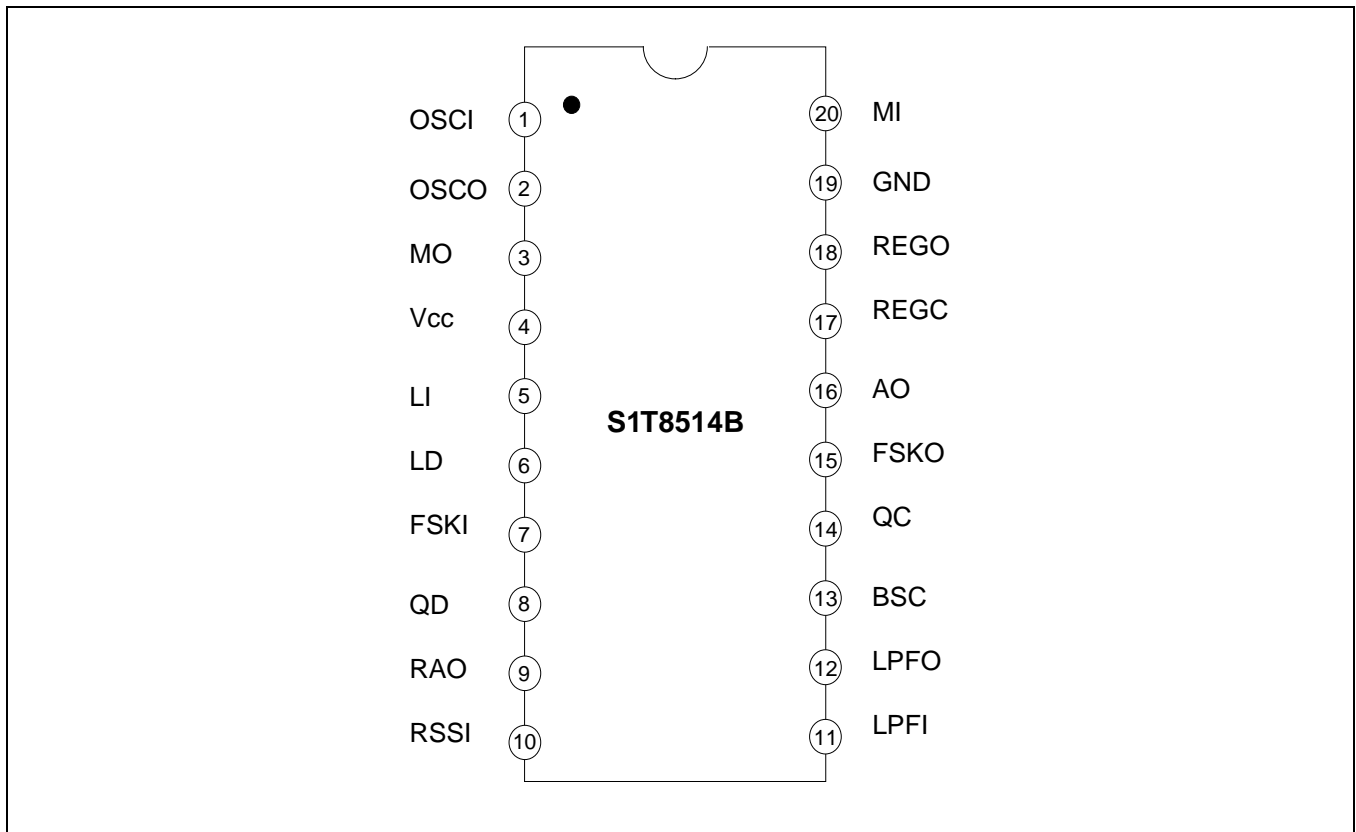 OSCI 1
OSCO 2
MO 3
Vcc 4
LI 5
LD 6
FSKI 7
QD 8
RAO 9
RSSI 10
S1T8514B
20 MI
19 GND
18 REGO
17 REGC
16 AO
15 FSKO
14 QC
13 BSC
12 LPFO
11 LPFI